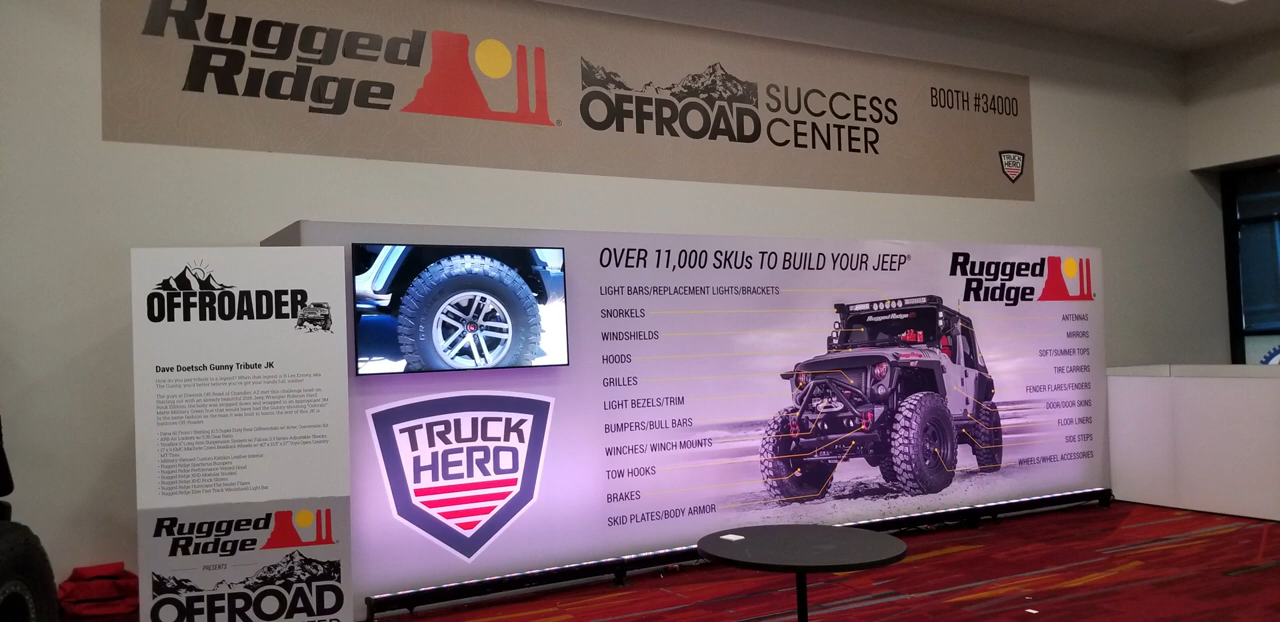 Rugged
Ridge
®
OFFROAD
SUCCESS
CENTER
BOOTH #34000
TRUCK
HERO
OFFROADER
Dave Doetsch Gunny Tribute JK
Rugged
Ridge
PRESENTS
OFFROAD
TRUCK
HERO
OVER 11,000 SKUs TO BUILD YOUR JEEP®
LIGHT BARS/REPLACEMENT LIGHTS/BRACKETS
SNORKELS
WINDSHIELDS
HOODS
GRILLES
LIGHT BEZELS/TRIM
BUMPERS/BULL BARS
WINCHES/ WINCH MOUNTS
TOW HOOKS
BRAKES
SKID PLATES/BODY ARMOR
Rugged Ridge
Rugged
Ridge
ANTENNAS
MIRRORS
SOFT/SUMMER TOPS
TIRE CARRIERS
FENDER FLARES/FENDERS
DOOR/DOOR SKINS
FLOOR LINERS
SIDE STEPS
WHEELS/WHEEL ACCESSORIES